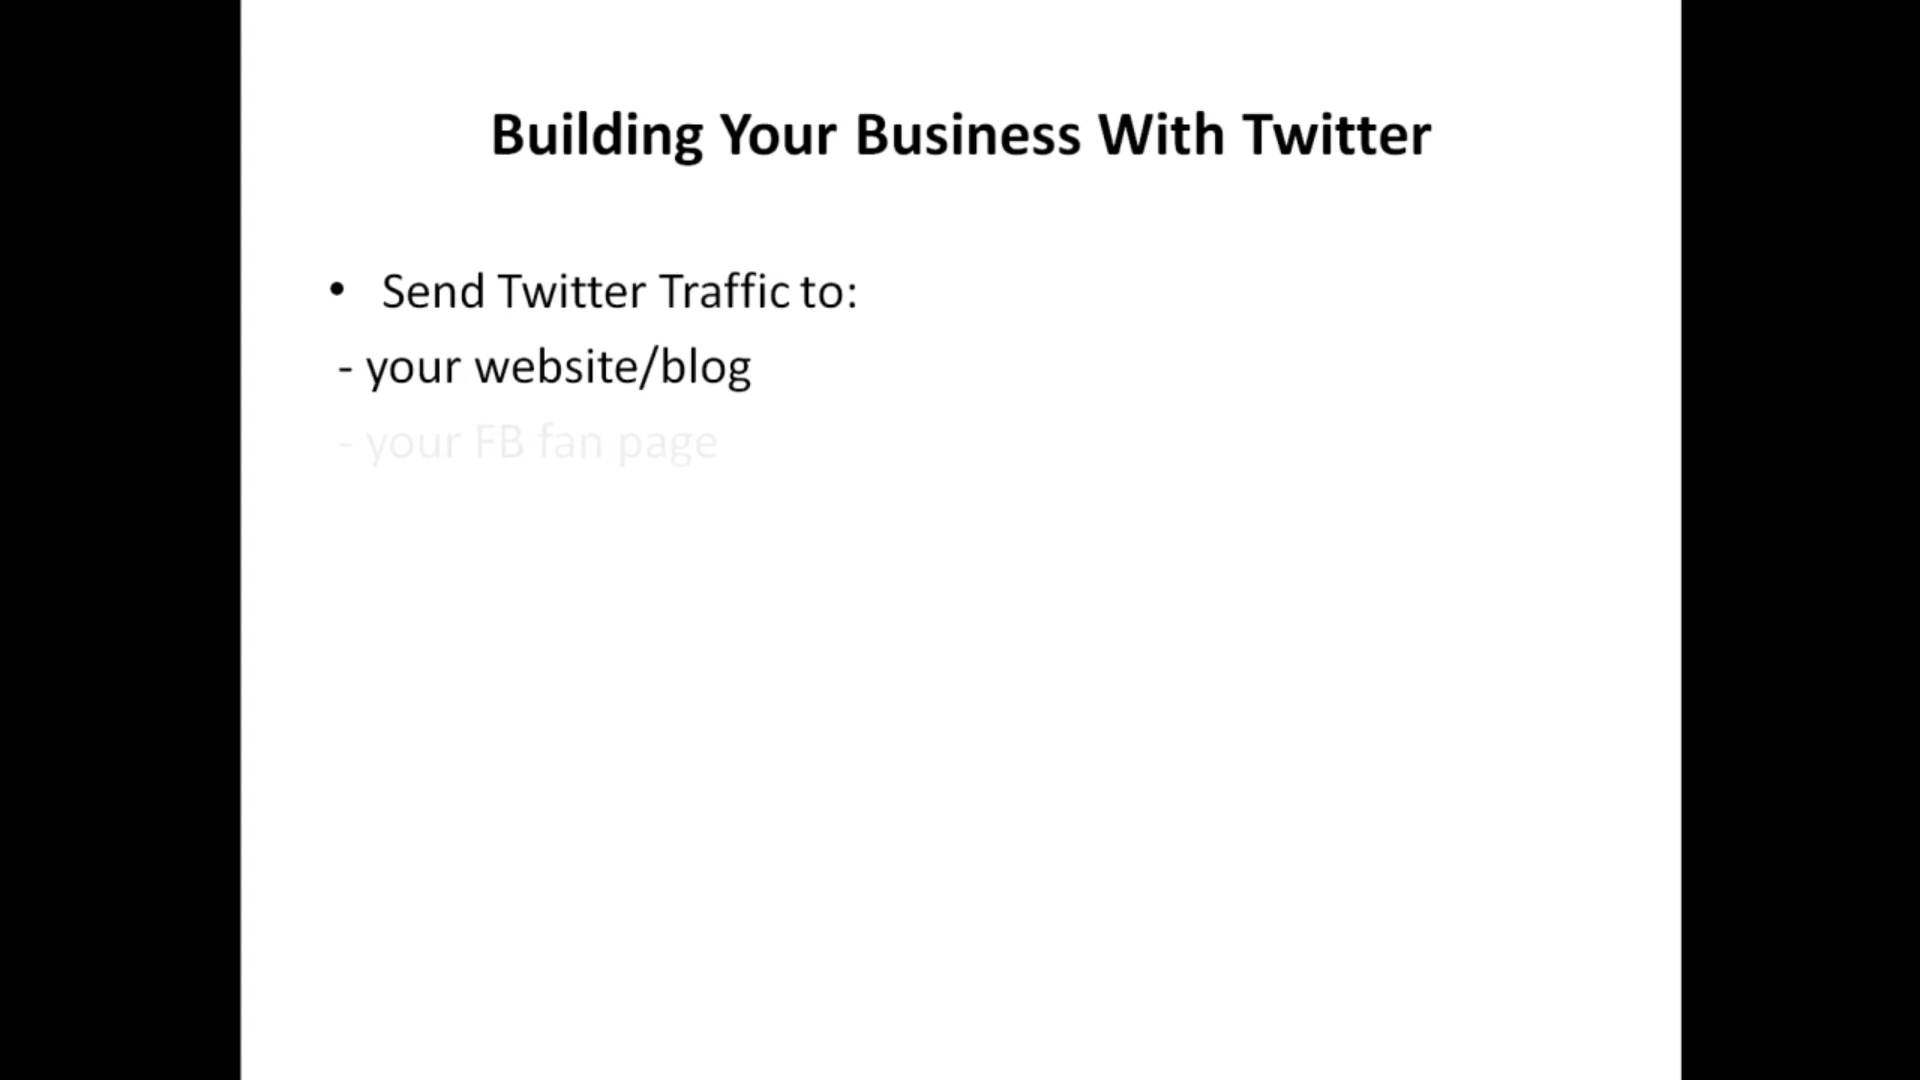 Building Your Business With Twitter
• Send Twitter Traffic to:
- your website/blog
- your FB fan page